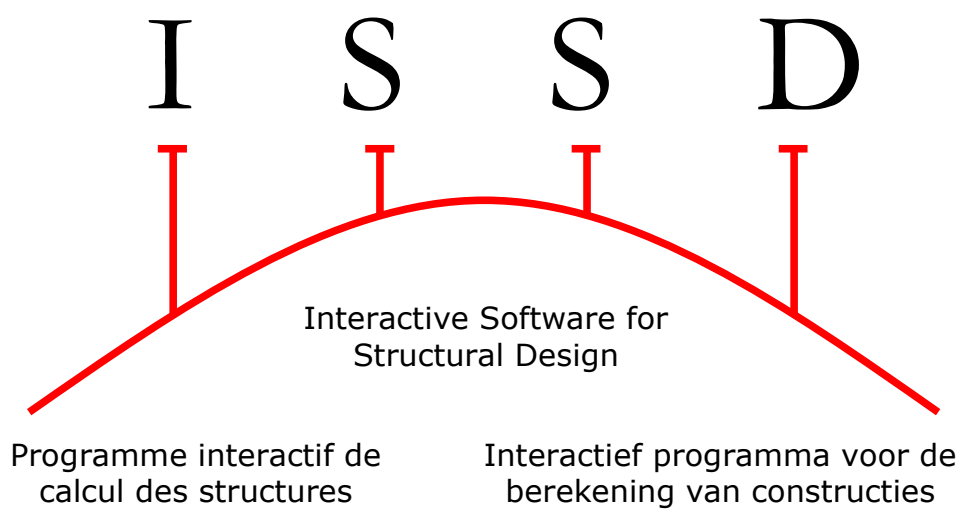 I S S D
Interactive Software for
Structural Design
Programme interactif de
calcul des structures
Interactief programma voor de
berekening van constructies